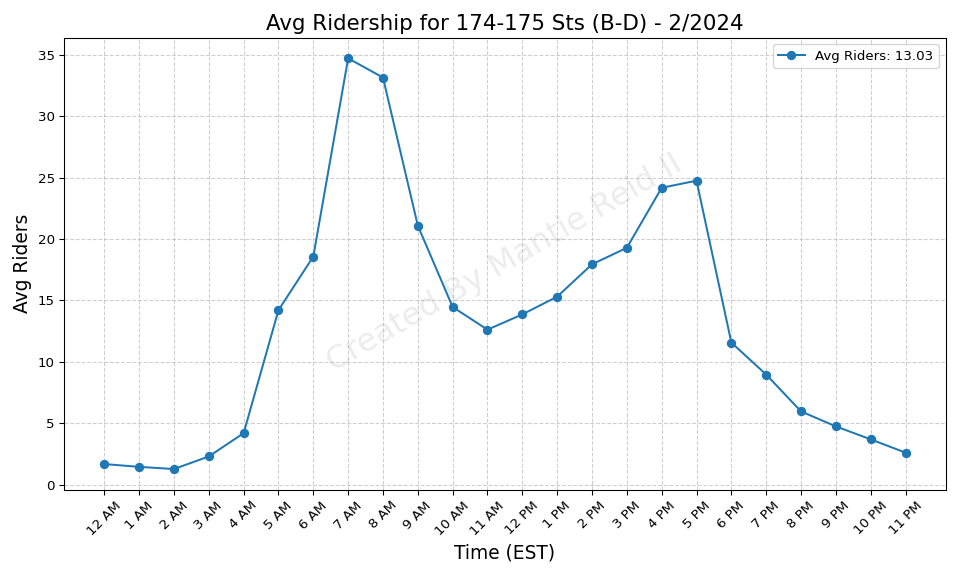 Avg Ridership for 174-175 Sts (B-D) - 2/2024
Avg Riders: 13.03
Avg Riders
35
30
25
20
15
10
5
0
Created By Mantle Reid II
12 AM
1 AM
2 AM
3 AM
4 AM
5 AM
6 AM
7 AM
8 AM
9 AM
10 AM
11 AM
12 PM
1 PM
2 PM
3 PM
4 PM
5 PM
6 PM
7 PM
8 PM
9 PM
10 PM
11 PM
Time (EST)